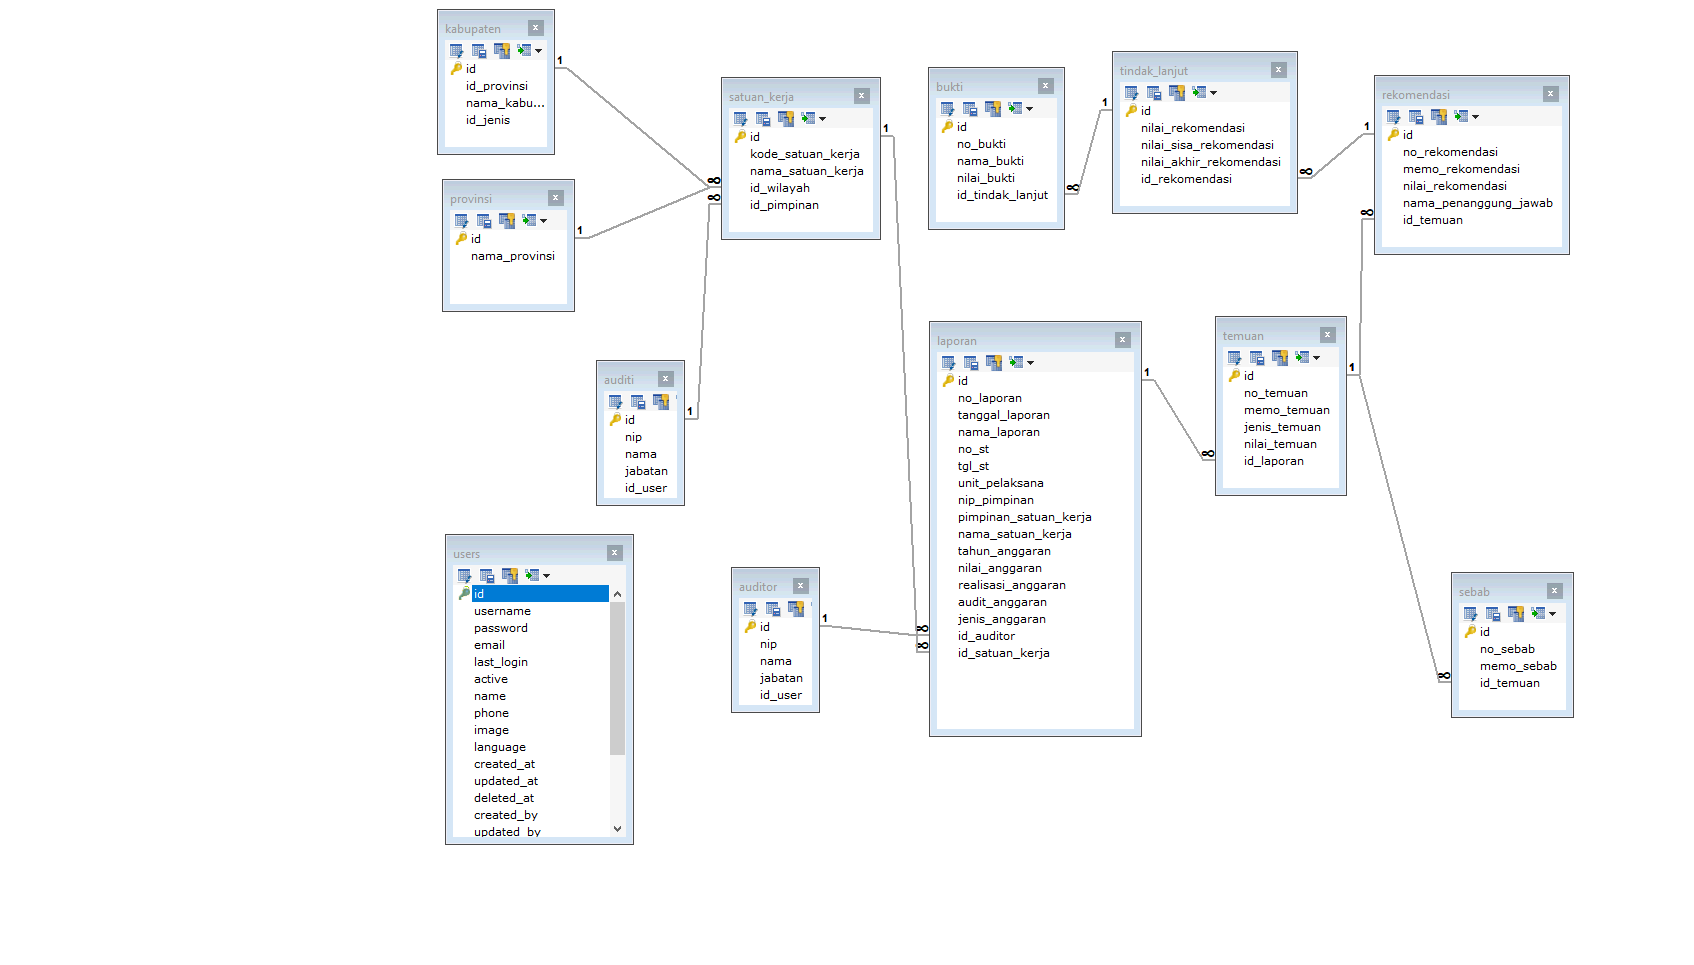 kabupaten
id
id_provinsi
nama_kabu...
id_jenis
1
provinsi
id
nama_provinsi
1
satuan_kerja
id
kode_satuan_kerja
nama_satuan_kerja
id_wilayah
id_pimpinan
∞
∞
1
auditi
id
nip
nama
jabatan
id_user
1
users
id
username
password
email
last_login
active
name
phone
image
language
created_at
updated_at
deleted_at
created_by
updated_by
auditor
id
nip
nama
jabatan
id_user
1
bukti
id
no_bukti
nama_bukti
nilai_bukti
id_tindak_lanjut
∞
tindak_lanjut
1
id
nilai_rekomendasi
nilai_sisa_rekomendasi
nilai_akhir_rekomendasi
id_rekomendasi
∞
rekomendasi
1
id
no_rekomendasi
memo_rekomendasi
nilai_rekomendasi
nama_penanggung_jawab
id_temuan
∞
laporan
id
no_laporan
tanggal_laporan
nama_laporan
no_st
tgl_st
unit_pelaksana
nip_pimpinan
pimpinan_satuan_kerja
nama_satuan_kerja
tahun_anggaran
nilai_anggaran
realisasi_anggaran
audit_anggaran
jenis_anggaran
id_auditor
id_satuan_kerja
∞
∞
1
temuan
id
no_temuan
memo_temuan
jenis_temuan
nilai_temuan
id_laporan
∞
1
sebab
id
no_sebab
memo_sebab
id_temuan
∞